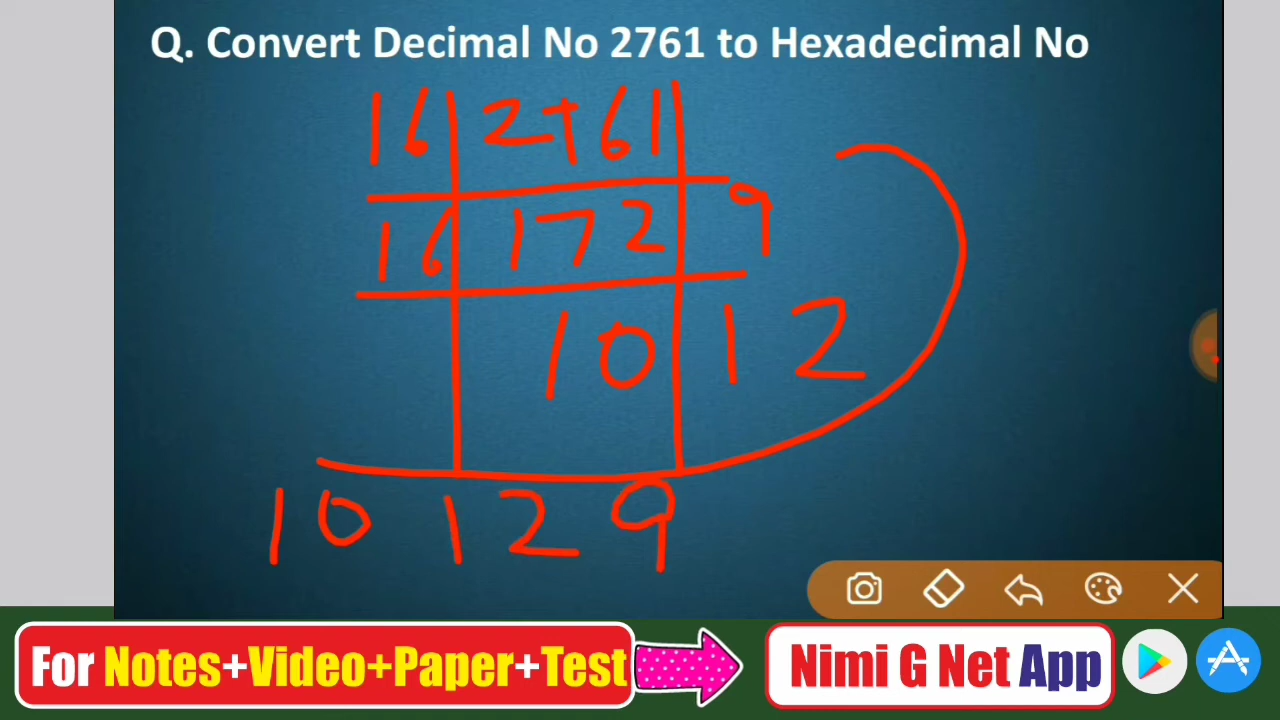 Q. Convert Decimal No 2761 to Hexadecimal No
16 2761
16 172 9
10 12
10 12 9
For Notes+Video+Paper+Test
Nimi G Net App